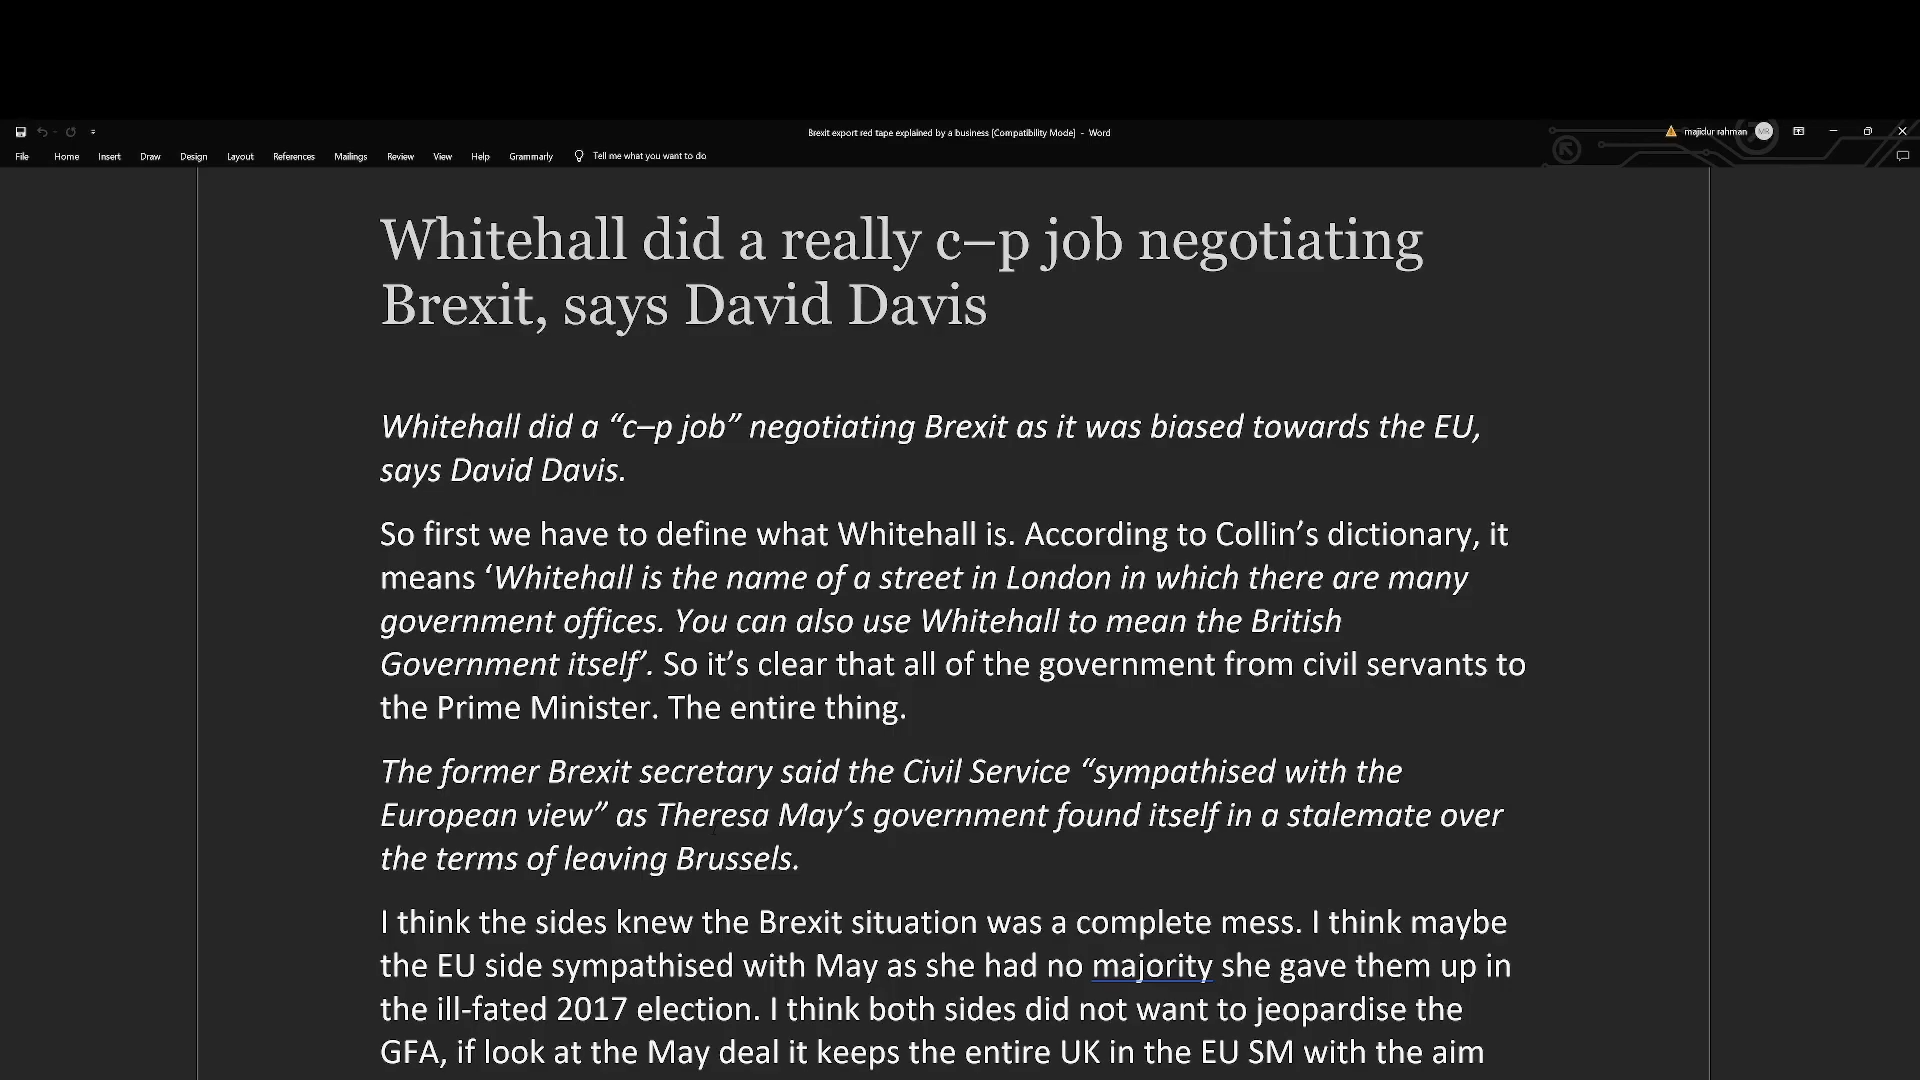 Brexit export red tape explained by a business [Compatibility Mode] - Word
majidur rahman MR
File Home Insert Draw Design Layout References Mailings Review View Help Grammarly Tell me what you want to do
Whitehall did a really c–p job negotiating
Brexit, says David Davis
Whitehall did a “c–p job” negotiating Brexit as it was biased towards the EU,
says David Davis.
So first we have to define what Whitehall is. According to Collin’s dictionary, it
means ‘Whitehall is the name of a street in London in which there are many
government offices. You can also use Whitehall to mean the British
Government itself’. So it’s clear that all of the government from civil servants to
the Prime Minister. The entire thing.
The former Brexit secretary said the Civil Service “sympathised with the
European view” as Theresa May’s government found itself in a stalemate over
the terms of leaving Brussels.
I think the sides knew the Brexit situation was a complete mess. I think maybe
the EU side sympathised with May as she had no majority she gave them up in
the ill-fated 2017 election. I think both sides did not want to jeopardise the
GFA, if look at the May deal it keeps the entire UK in the EU SM with the aim